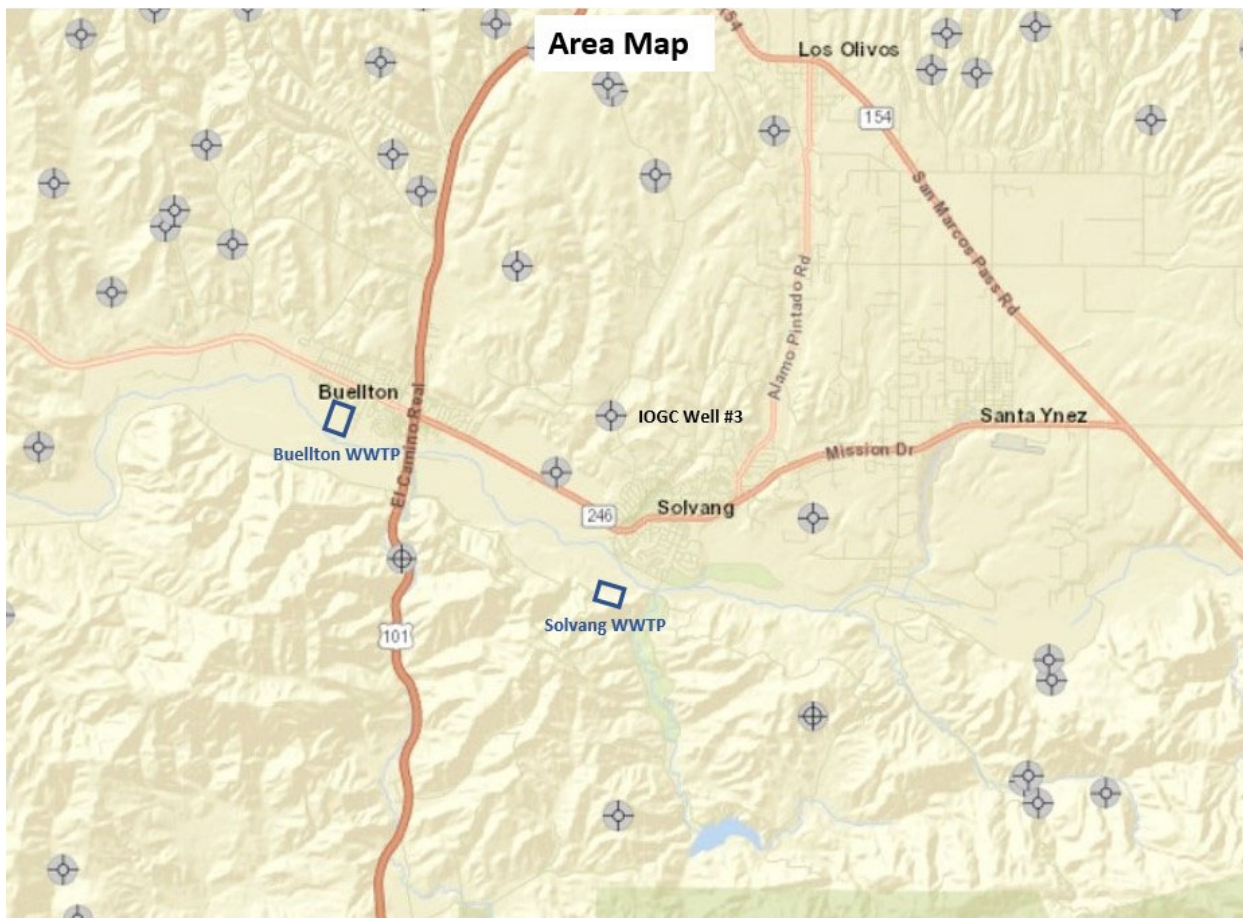 Area Map
154
Los Olivos
154
San Marcos Pass Rd
Alamo Pintado Rd
Buellton
El Camino Real
IOGC Well #3
Santa Ynez
Buellton WWTP
Mission Dr
Solvang
246
Solvang WWTP
101